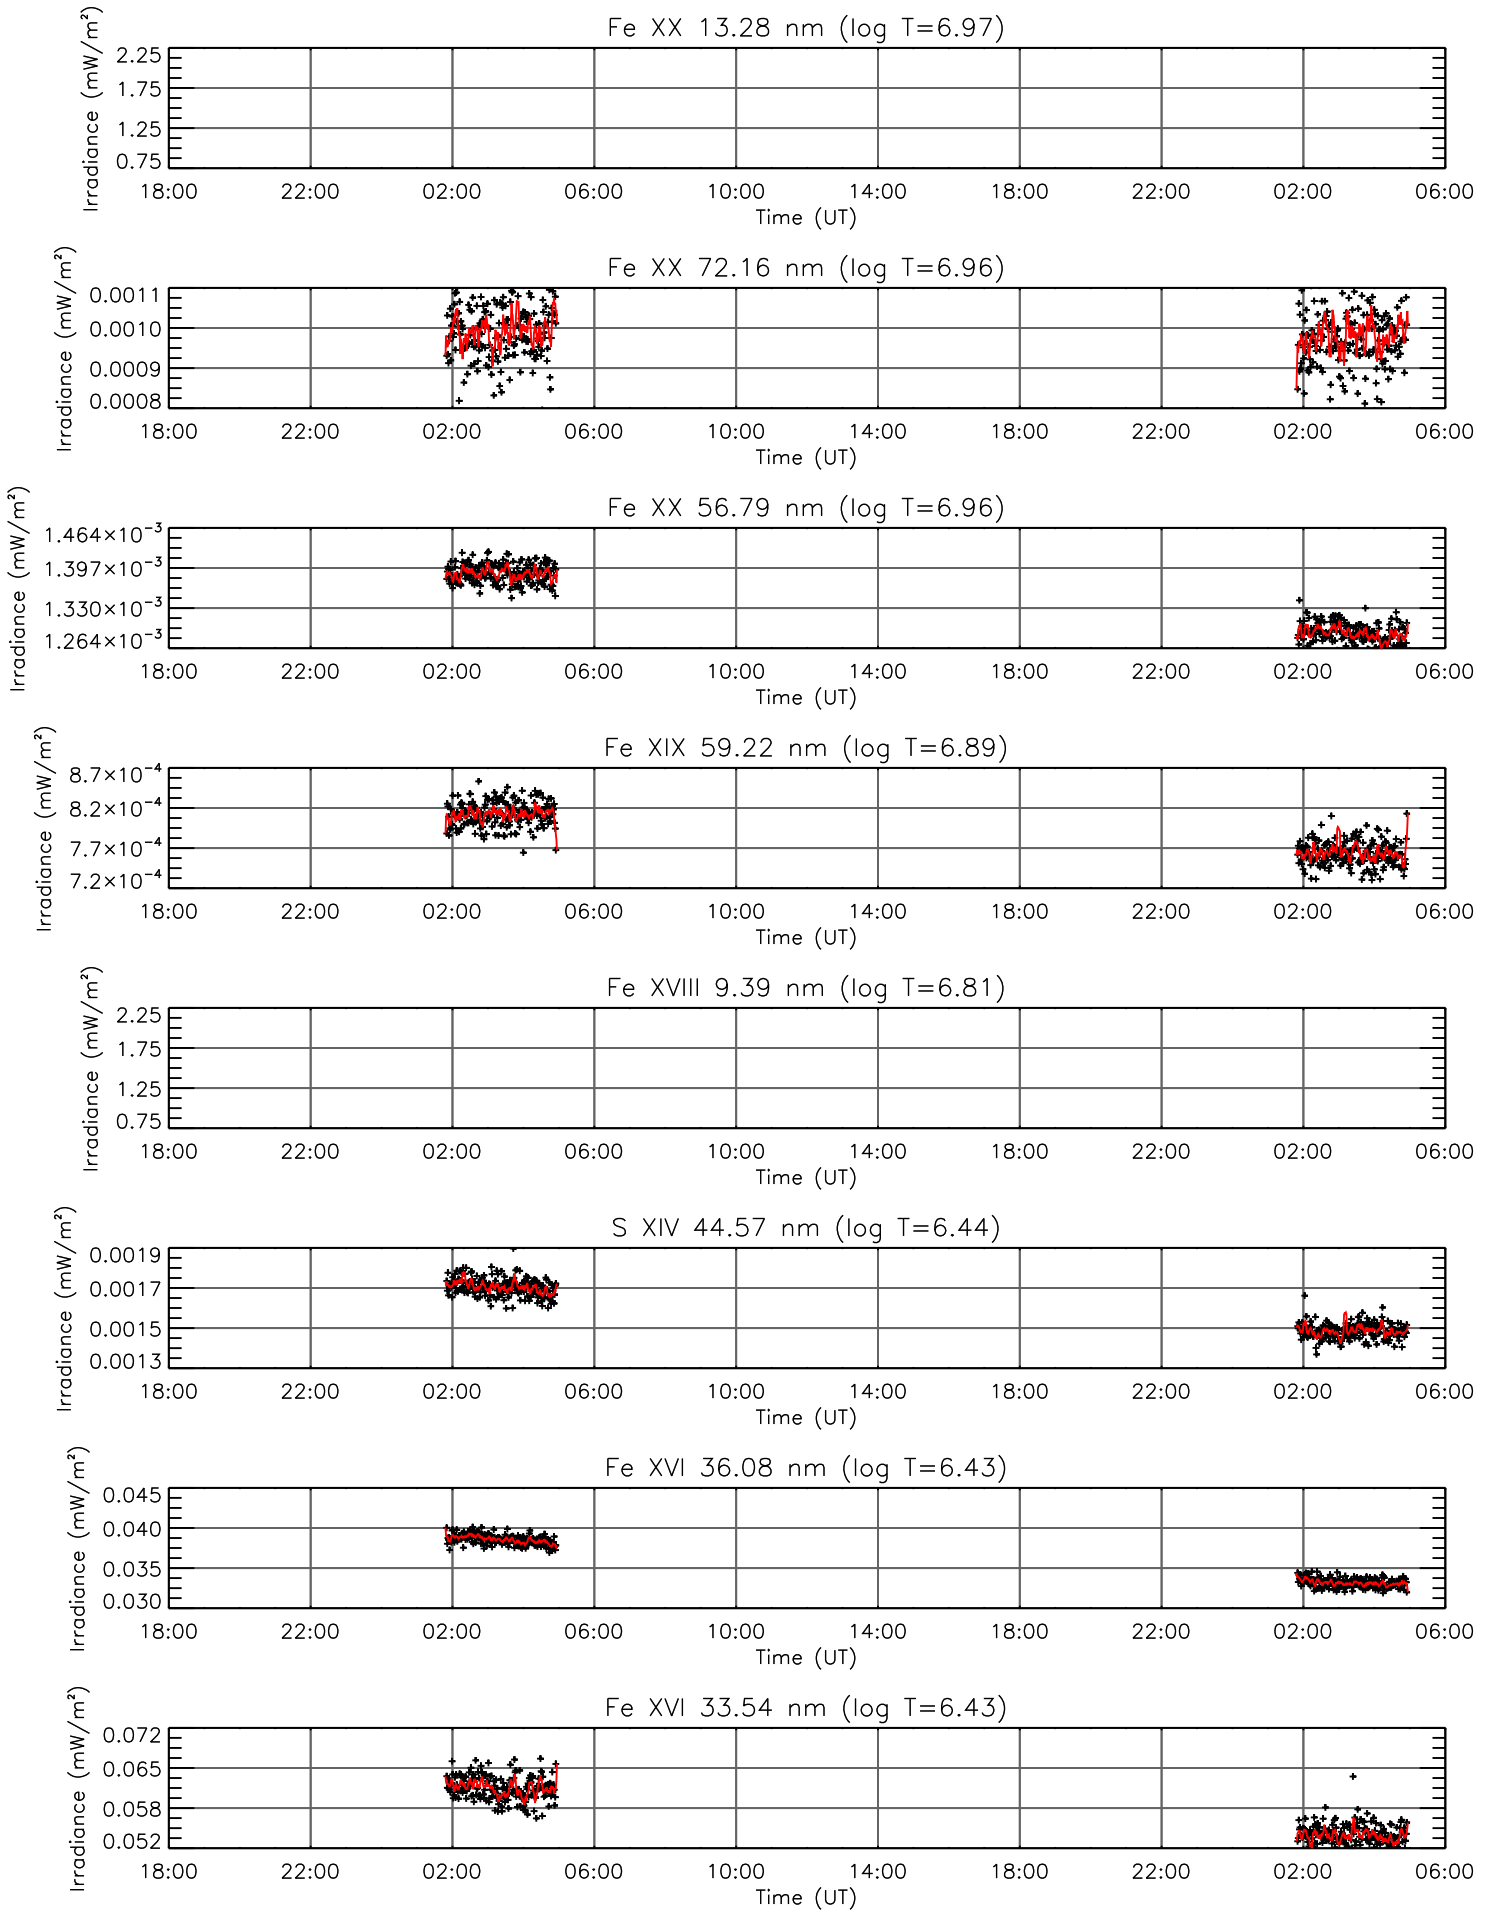 Fe XX 13.28 nm (log T=6.97)
Irradiance (mW/m²)
2.25
1.75
1.25
0.75
18:00 22:00 02:00 06:00 10:00 14:00 18:00 22:00 02:00 06:00
Time (UT)
Fe XX 72.16 nm (log T=6.96)
Irradiance (mW/m²)
0.0011
0.0010
0.0009
0.0008
18:00 22:00 02:00 06:00 10:00 14:00 18:00 22:00 02:00 06:00
Time (UT)
Fe XX 56.79 nm (log T=6.96)
Irradiance (mW/m²)
1.464×10⁻³
1.397×10⁻³
1.330×10⁻³
1.264×10⁻³
18:00 22:00 02:00 06:00 10:00 14:00 18:00 22:00 02:00 06:00
Time (UT)
Fe XIX 59.22 nm (log T=6.89)
Irradiance (mW/m²)
8.7×10⁻⁴
8.2×10⁻⁴
7.7×10⁻⁴
7.2×10⁻⁴
18:00 22:00 02:00 06:00 10:00 14:00 18:00 22:00 02:00 06:00
Time (UT)
Fe XVIII 9.39 nm (log T=6.81)
Irradiance (mW/m²)
2.25
1.75
1.25
0.75
18:00 22:00 02:00 06:00 10:00 14:00 18:00 22:00 02:00 06:00
Time (UT)
S XIV 44.57 nm (log T=6.44)
Irradiance (mW/m²)
0.0019
0.0017
0.0015
0.0013
18:00 22:00 02:00 06:00 10:00 14:00 18:00 22:00 02:00 06:00
Time (UT)
Fe XVI 36.08 nm (log T=6.43)
Irradiance (mW/m²)
0.045
0.040
0.035
0.030
18:00 22:00 02:00 06:00 10:00 14:00 18:00 22:00 02:00 06:00
Time (UT)
Fe XVI 33.54 nm (log T=6.43)
Irradiance (mW/m²)
0.072
0.065
0.058
0.052
18:00 22:00 02:00 06:00 10:00 14:00 18:00 22:00 02:00 06:00
Time (UT)